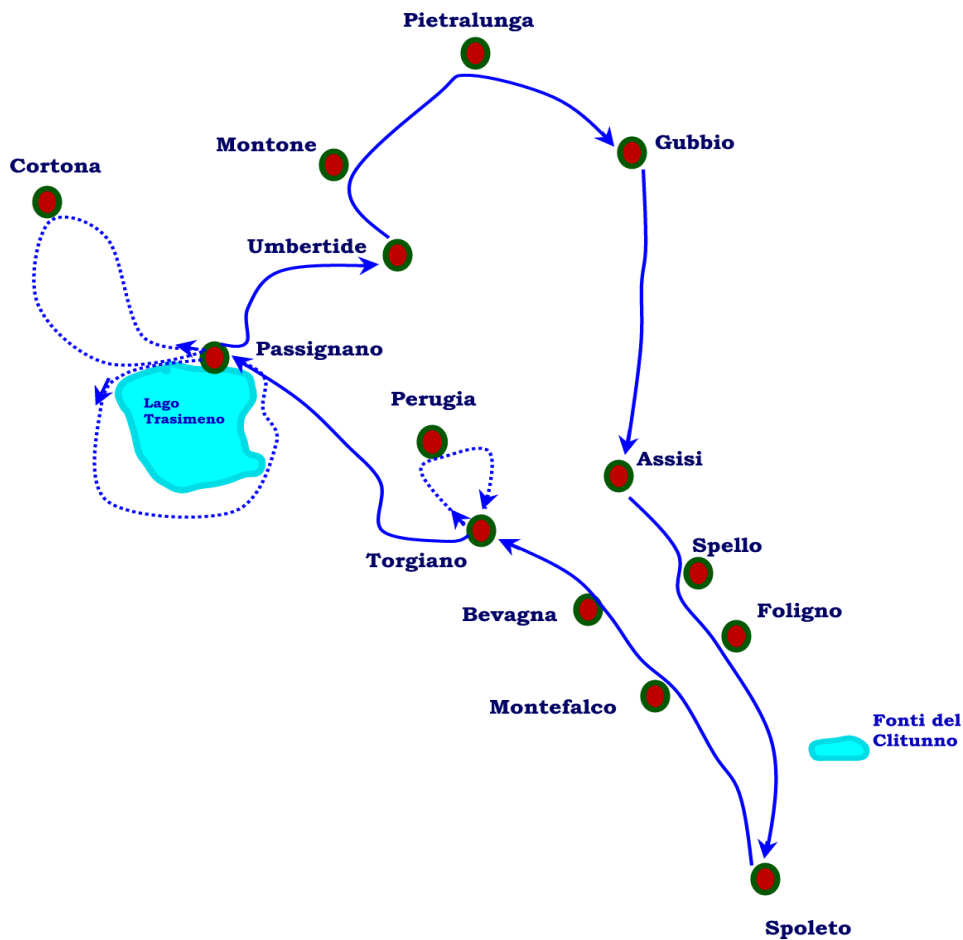 Pietralunga
Montone
Gubbio
Cortona
Umbertide
Passignano
Lago
Trasimeno
Perugia
Assisi
Spello
Torgiano
Bevagna
Foligno
Montefalco
Fonti del
Clitunno
Spoleto